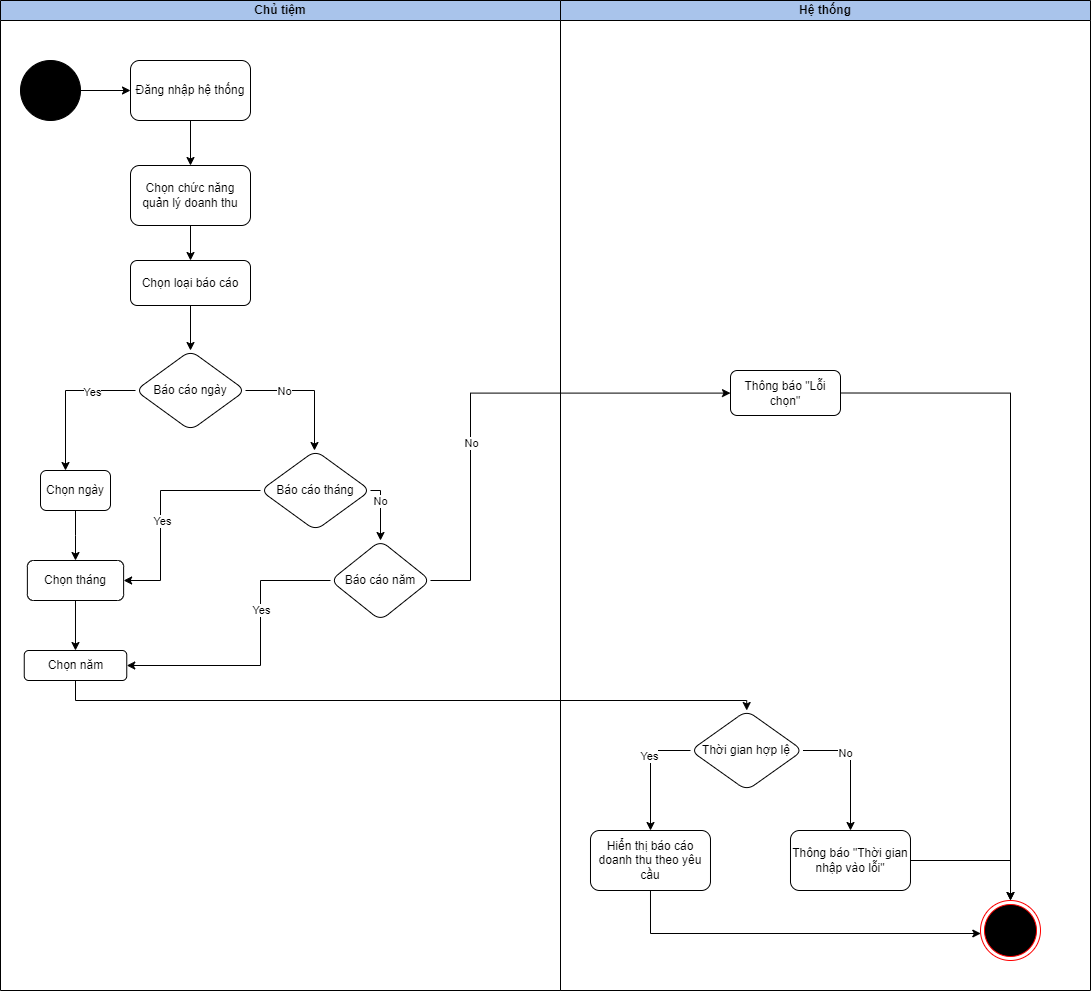 Chủ tiệm
Hệ thống
Đăng nhập hệ thống
Chọn chức năng
quản lý doanh thu
Chọn loại báo cáo
Báo cáo ngày
Yes
No
Thông báo "Lỗi
chọn"
No
Chọn ngày
Báo cáo tháng
Yes
No
Chọn tháng
Báo cáo năm
Yes
Chọn năm
Thời gian hợp lệ
Yes
No
Hiển thị báo cáo
doanh thu theo yêu
cầu
Thông báo "Thời gian
nhập vào lỗi"